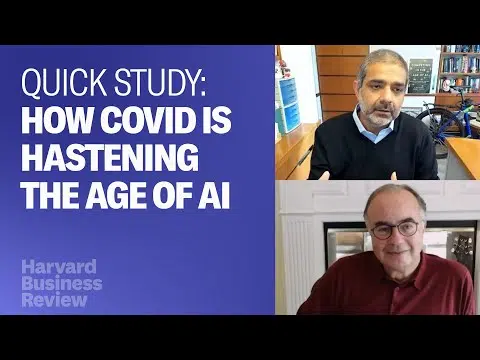 QUICK STUDY:
HOW COVID IS
HASTENING
THE AGE OF AI
Harvard
Business
Review